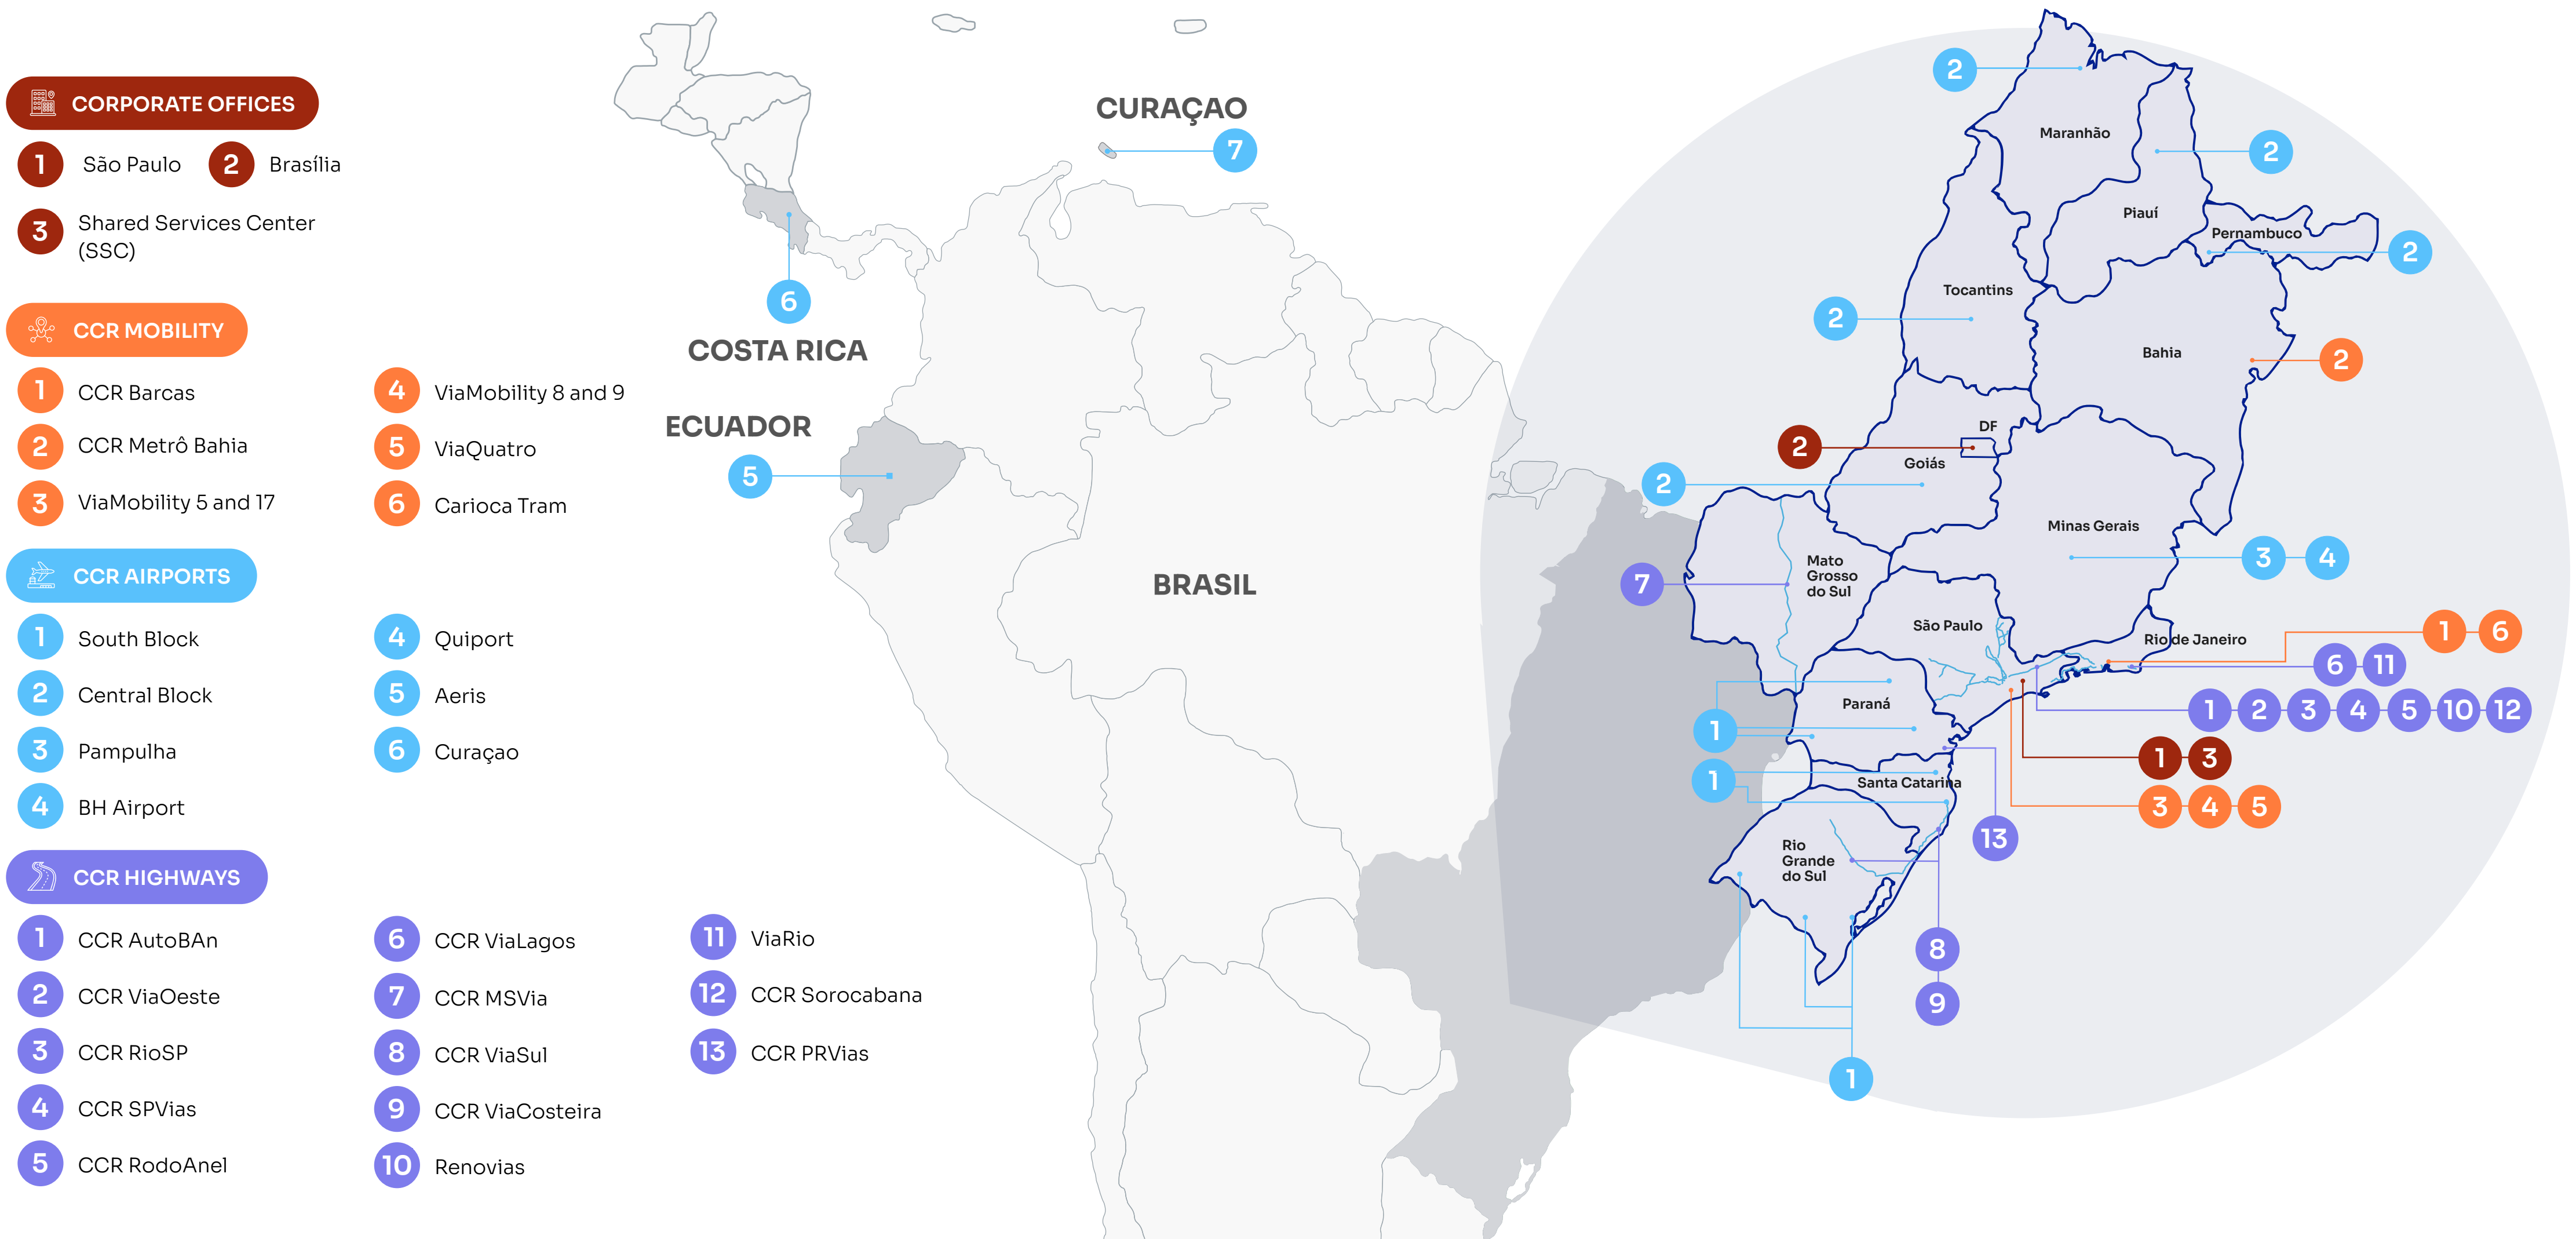 CORPORATE OFFICES
1 São Paulo 2 Brasília
3 Shared Services Center
(SSC)
CCR MOBILITY
1 CCR Barcas
2 CCR Metrô Bahia
3 ViaMobility 5 and 17
4 ViaMobility 8 and 9
5 ViaQuatro
6 Carioca Tram
CCR AIRPORTS
1 South Block
2 Central Block
3 Pampulha
4 BH Airport
4 Quiport
5 Aeris
6 Curaçao
CCR HIGHWAYS
1 CCR AutoBAn
2 CCR ViaOeste
3 CCR RioSP
4 CCR SPVias
5 CCR RodoAnel
6 CCR ViaLagos
7 CCR MSVia
8 CCR ViaSul
9 CCR ViaCosteira
10 Renovias
11 ViaRio
12 CCR Sorocabana
13 CCR PRVias
CURAÇAO
7
6
COSTA RICA
ECUADOR
5
BRASIL
2
Maranhão
2
Piauí
Pernambuco
2
Tocantins
2
Bahia
2
DF
2
Goiás
2
Minas Gerais
3 4
Mato
Grosso
do Sul
7
São Paulo
Rio de Janeiro
1 6
6 11
1 2 3 4 5 10 12
Paraná
1
1 3
Santa Catarina
1
3 4 5
13
Rio
Grande
do Sul
8
9
1